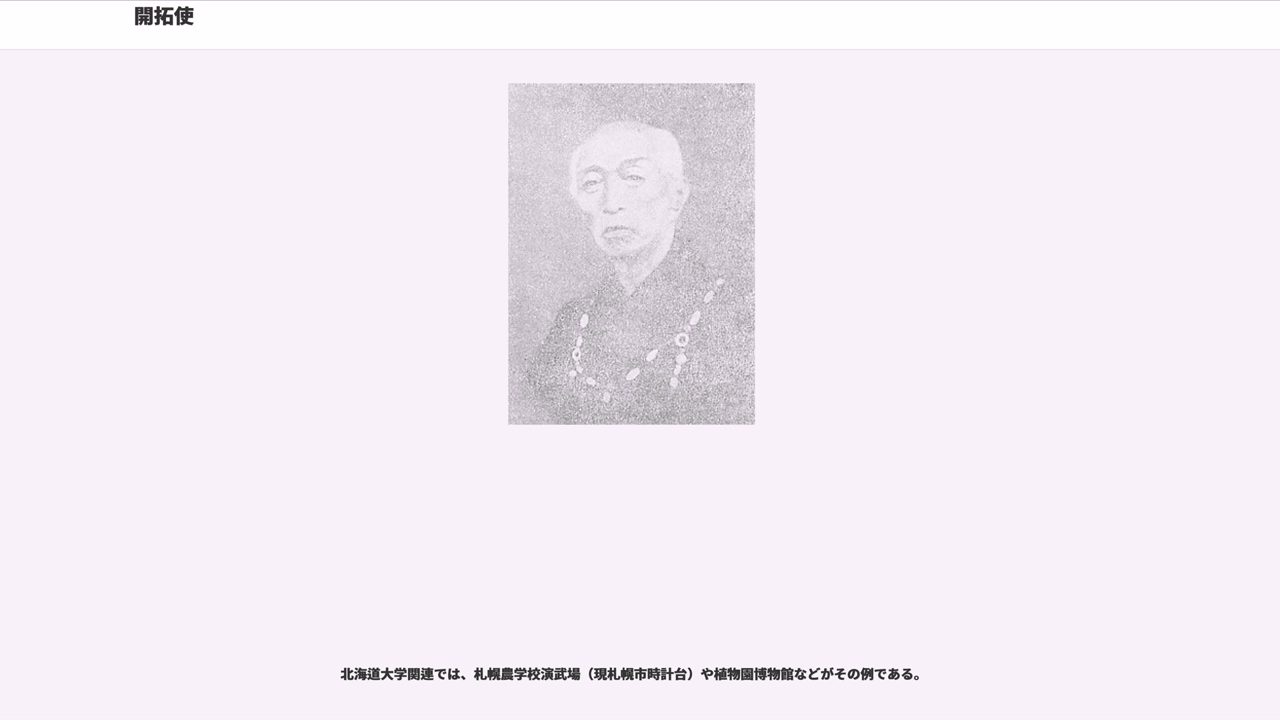 開拓使
北海道大学関連では、札幌農学校演武場（現札幌市時計台）や植物園博物館などがその例である。